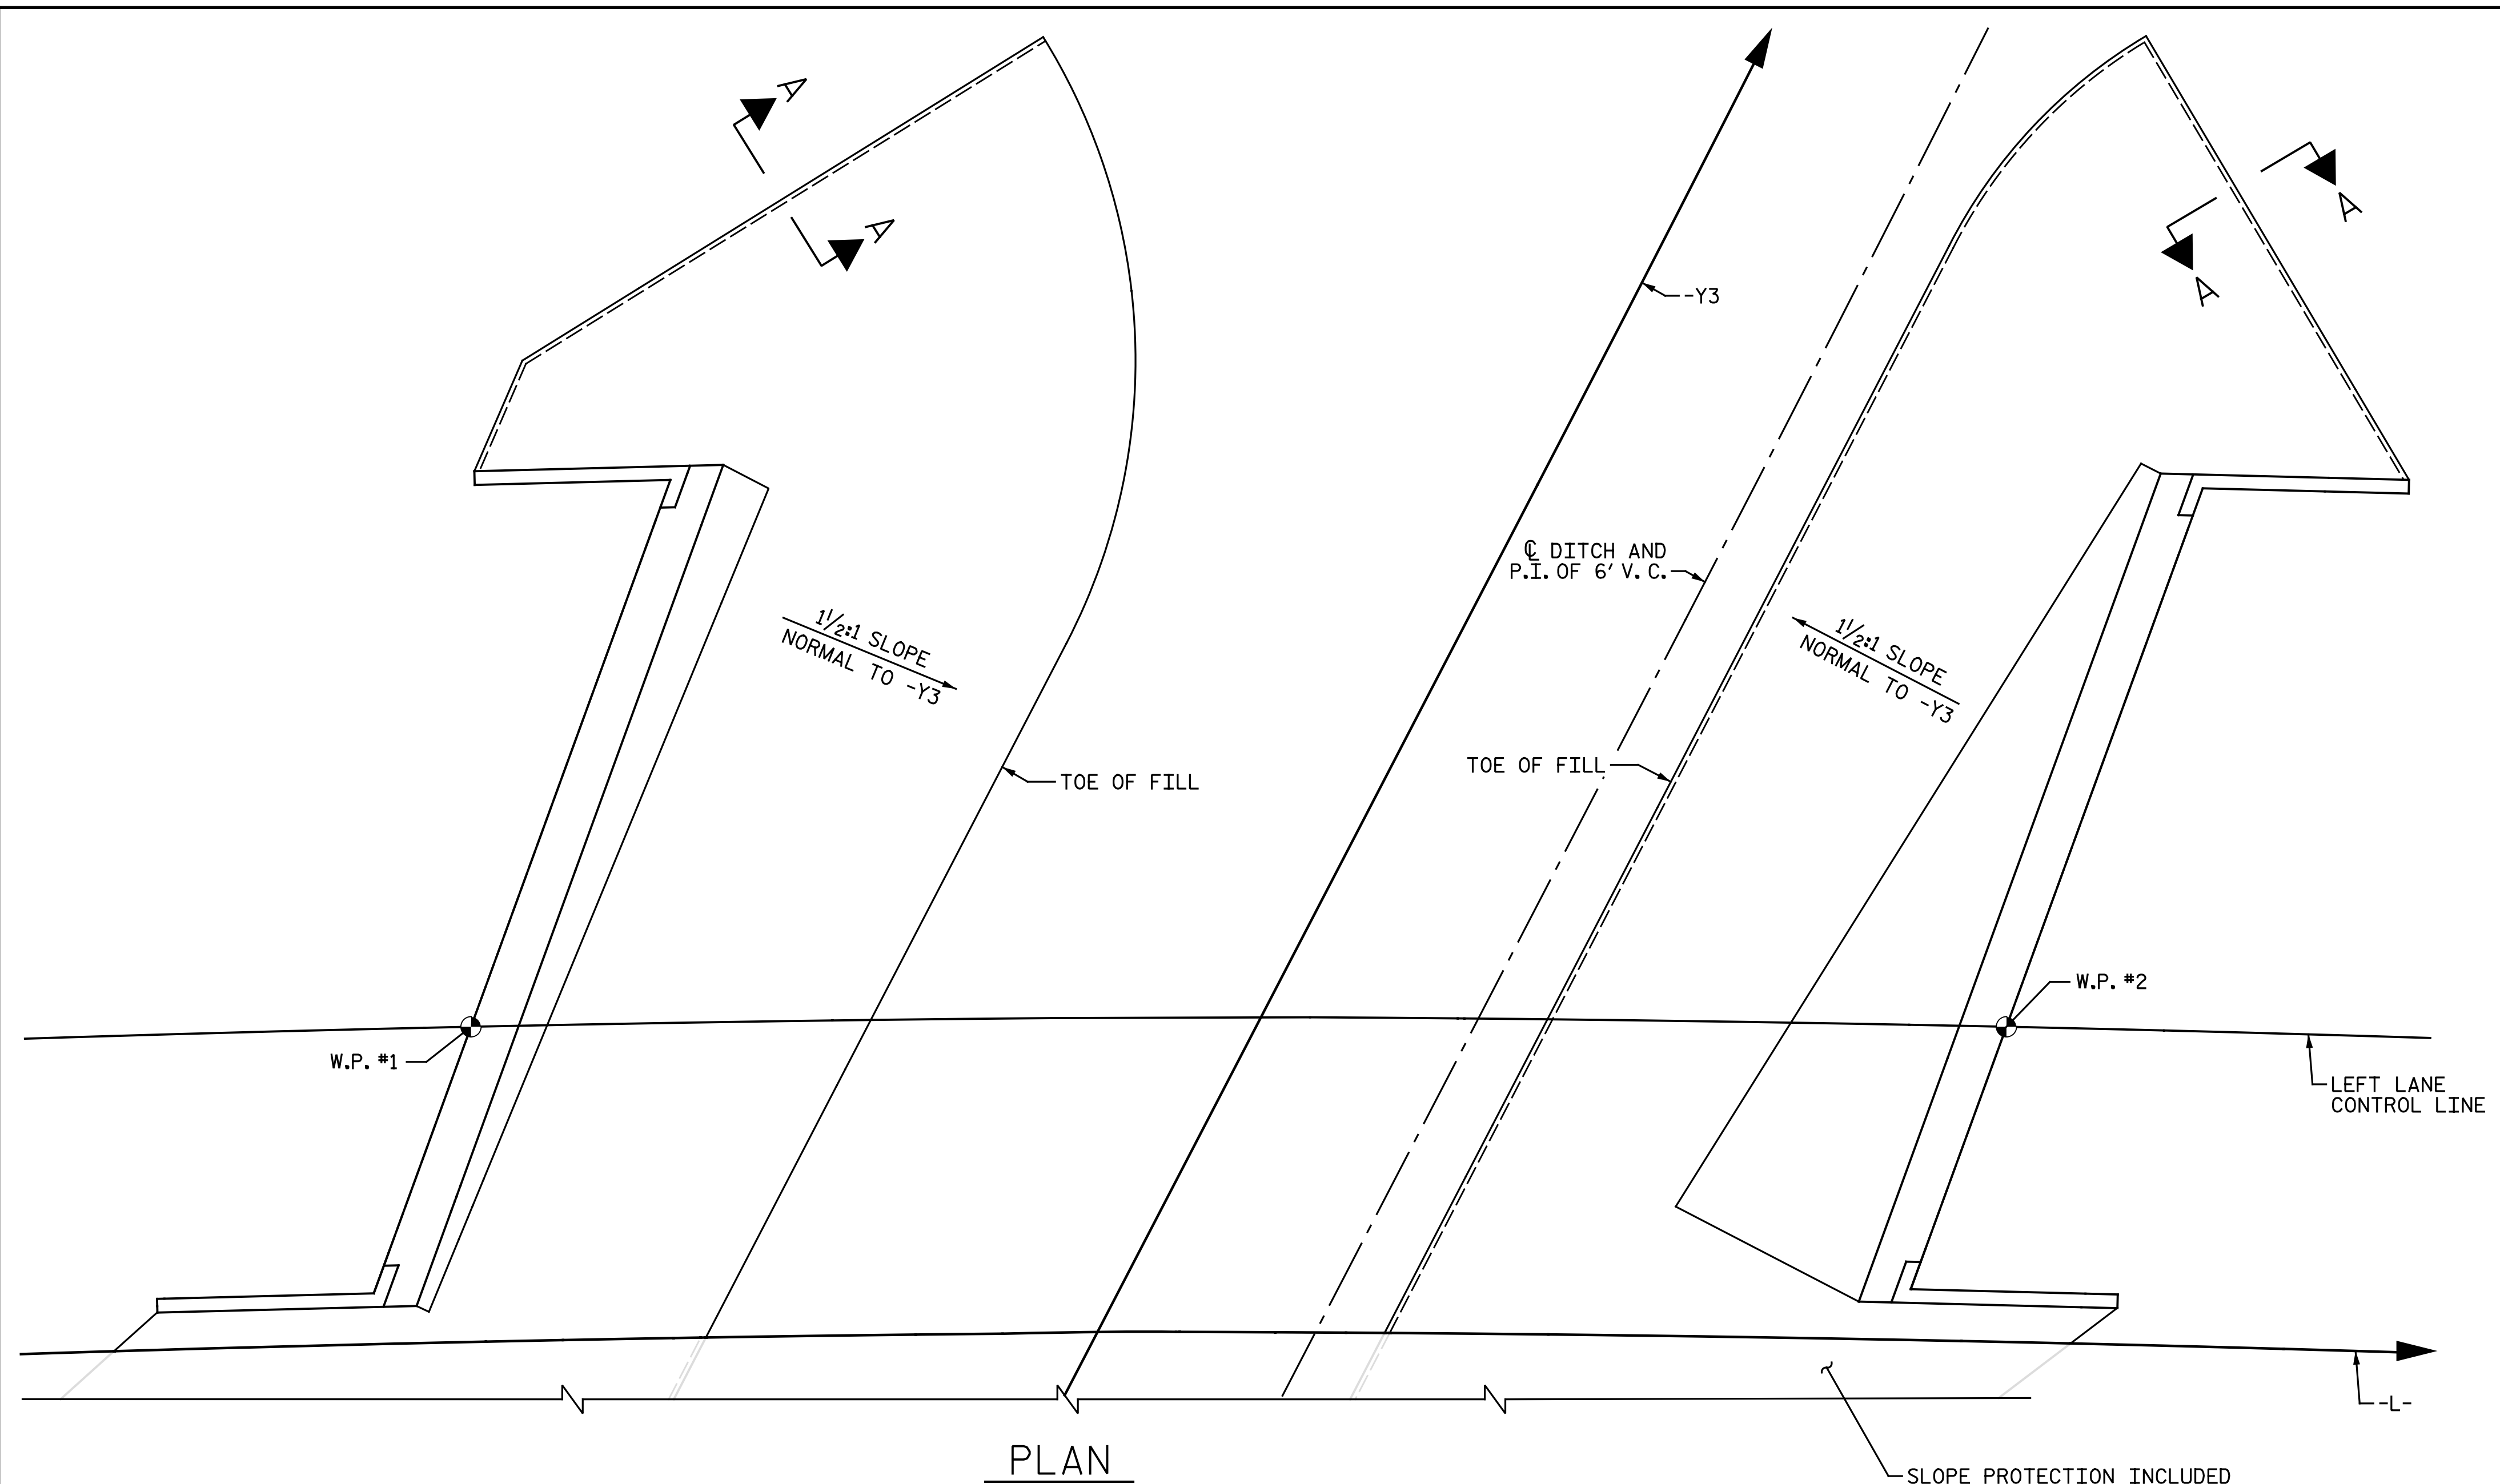 A
A
A
A
-Y3
℄ DITCH AND
P.I. OF 6' V.C.
1½:1 SLOPE
NORMAL TO -Y3
1½:1 SLOPE
NORMAL TO -Y3
TOE OF FILL
TOE OF FILL
W.P. #2
W.P. #1
LEFT LANE
CONTROL LINE
-L-
PLAN
SLOPE PROTECTION INCLUDED